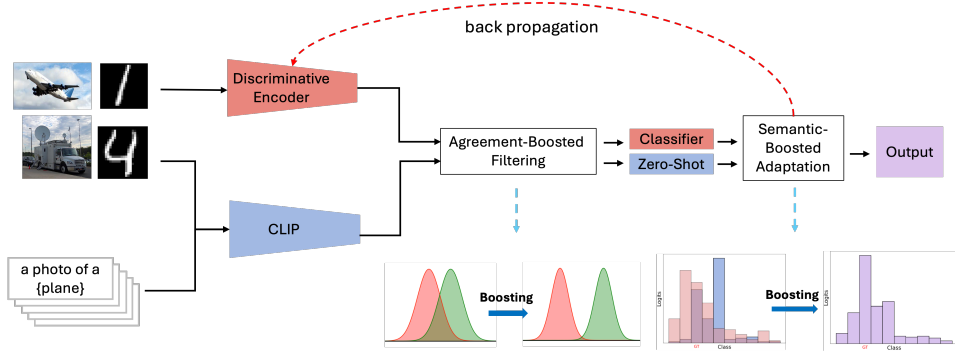 back propagation
Discriminative
Encoder
Agreement-Boosted
Filtering
Classifier
Zero-Shot
Semantic-
Boosted
Adaptation
Output
CLIP
a photo of a
{plane}
Boosting
Logits
GT
Class
Boosting
Logits
GT
Class